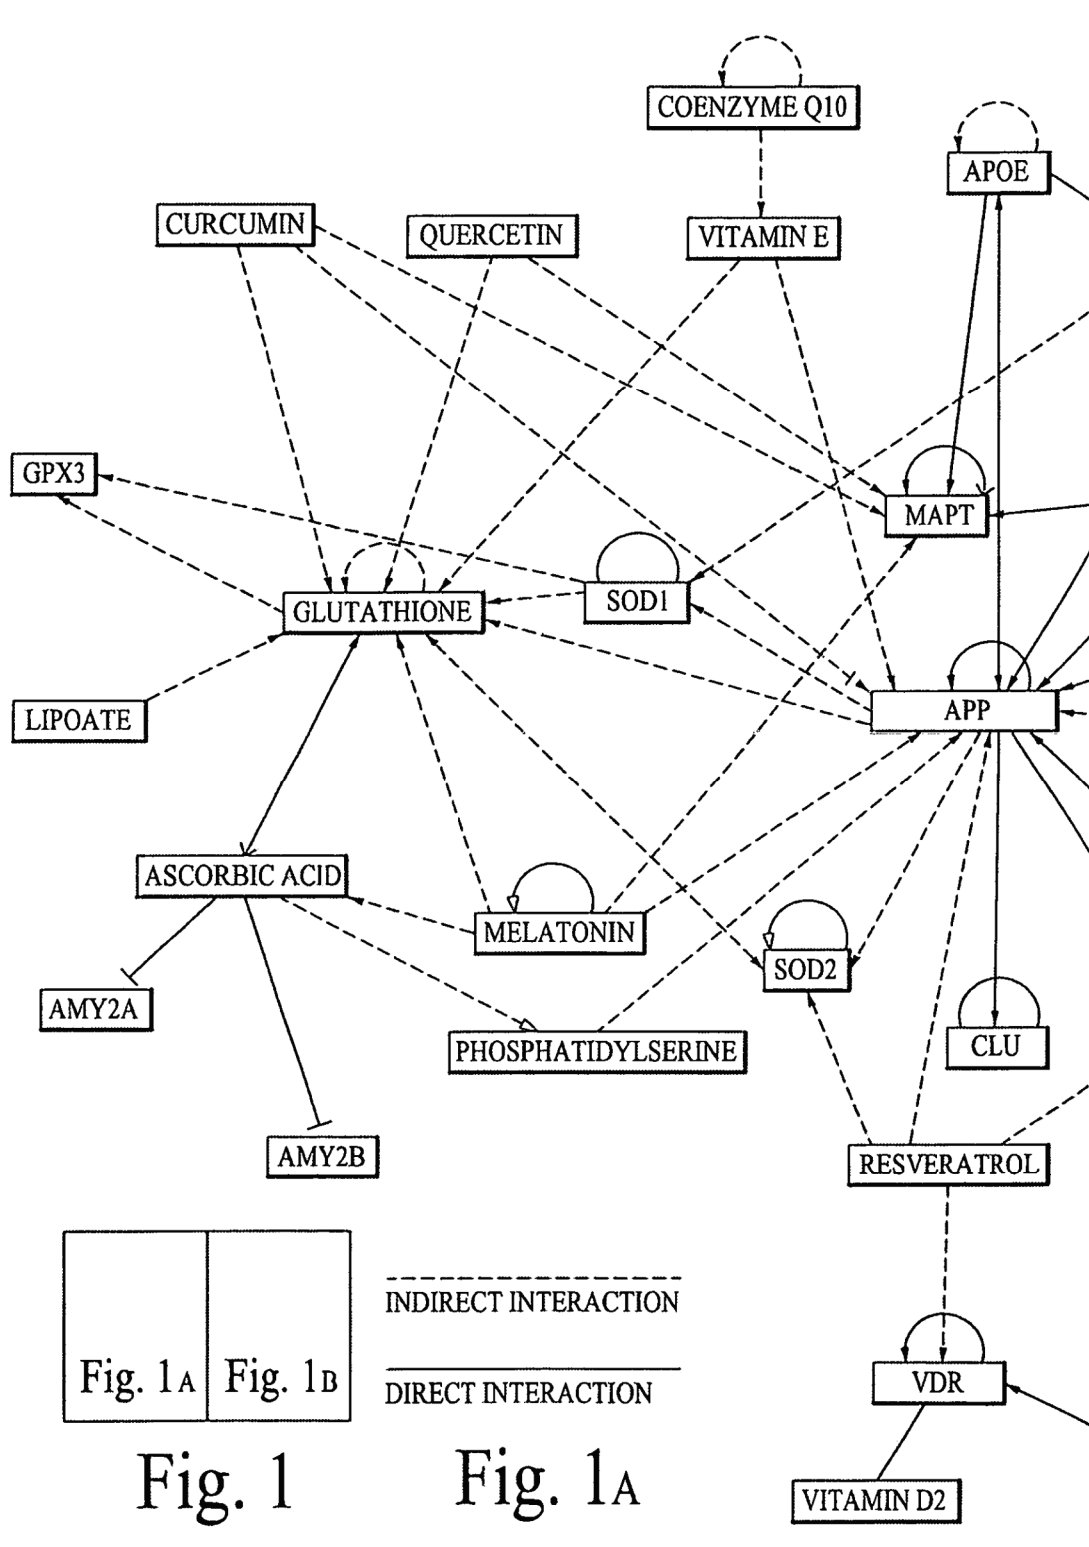 COENZYME Q10
APOE
CURCUMIN
QUERCETIN
VITAMIN E
GPX3
MAPT
GLUTATHIONE
SOD1
LIPOATE
APP
ASCORBIC ACID
MELATONIN
SOD2
AMY2A
PHOSPHATIDYLSERINE
CLU
AMY2B
RESVERATROL
INDIRECT INTERACTION
Fig. 1A
Fig. 1B
DIRECT INTERACTION
VDR
Fig. 1
Fig. 1A
VITAMIN D2